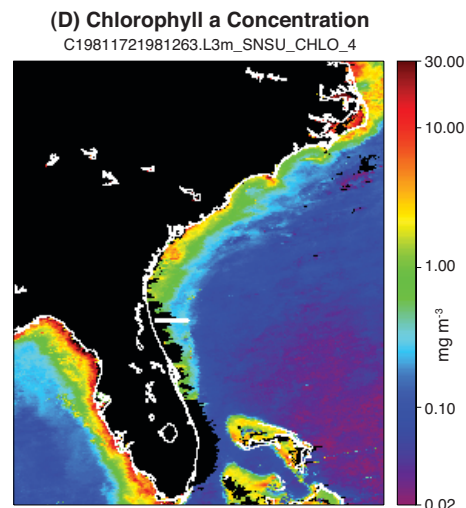 (D) Chlorophyll a Concentration
C19811721981263.L3m_SNSU_CHLO_4
30.00
10.00
1.00
mg m-3
0.10
0.02